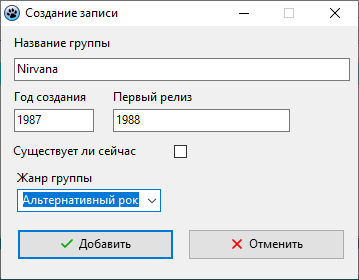 Создание записи
Название группы
Nirvana
Год создания Первый релиз
1987 1988
Существует ли сейчас
Жанр группы
Альтернативный рок
Добавить Отменить